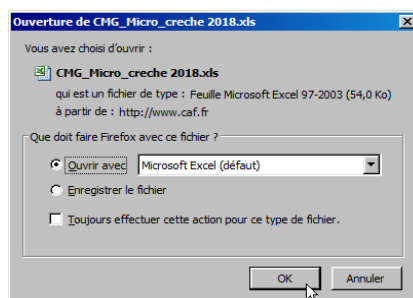 Ouverture de CMG_Micro_creche 2018.xls
Vous avez choisi d'ouvrir :
CMG_Micro_creche 2018.xls
qui est un fichier de type : Feuille Microsoft Excel 97-2003 (54,0 Ko)
à partir de : http://www.caf.fr
Que doit faire Firefox avec ce fichier ?
Ouvrir avec Microsoft Excel (défaut)
Enregistrer le fichier
Toujours effectuer cette action pour ce type de fichier.
OK Annuler